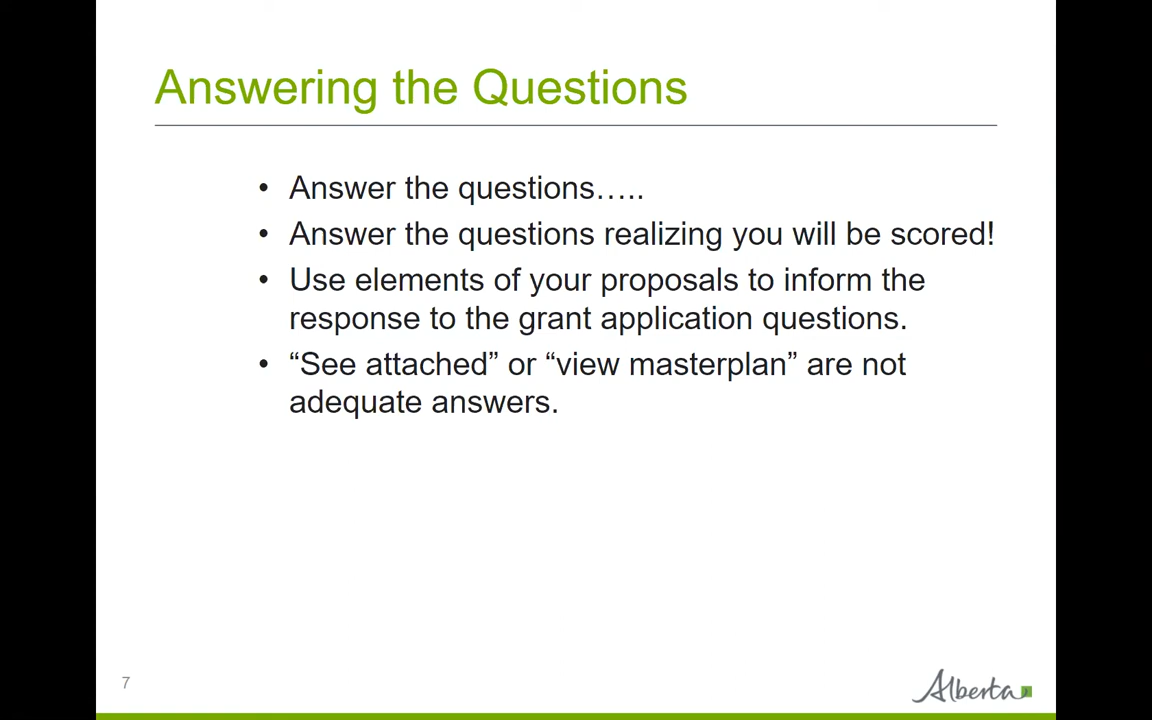 Answering the Questions
• Answer the questions…..
• Answer the questions realizing you will be scored!
• Use elements of your proposals to inform the
response to the grant application questions.
• “See attached” or “view masterplan” are not
adequate answers.
7
Alberta